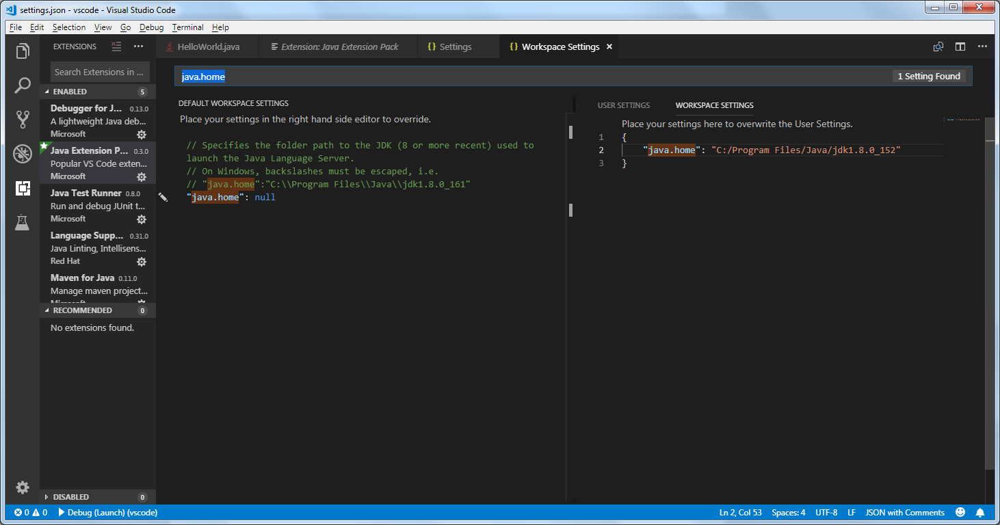 settings.json - vscode - Visual Studio Code
File Edit Selection View Go Debug Terminal Help
EXTENSIONS
HelloWorld.java
Extension: Java Extension Pack
{} Settings
{} Workspace Settings
Search Extensions in ...
java.home
1 Setting Found
ENABLED 5
Debugger for J... 0.13.0
A lightweight Java deb...
Microsoft
Java Extension P... 0.3.0
Popular VS Code exten...
Microsoft
Java Test Runner 0.8.0
Run and debug JUnit t...
Microsoft
Language Supp... 0.31.0
Java Linting, Intellisens...
Red Hat
Maven for Java 0.11.0
Manage maven project...
Microsoft
RECOMMENDED 0
No extensions found.
DISABLED 0
DEFAULT WORKSPACE SETTINGS
Place your settings in the right hand side editor to override.
// Specifies the folder path to the JDK (8 or more recent) used to
launch the Java Language Server.
// On Windows, backslashes must be escaped, i.e.
// "java.home":"C:\\Program Files\\Java\\jdk1.8.0_161"
"java.home": null
USER SETTINGS
WORKSPACE SETTINGS
Place your settings here to overwrite the User Settings.
1 {
2 "java.home": "C:/Program Files/Java/jdk1.8.0_152"
3 }
0 0 Debug (Launch) (vscode)
Ln 2, Col 53 Spaces: 4 UTF-8 LF JSON with Comments